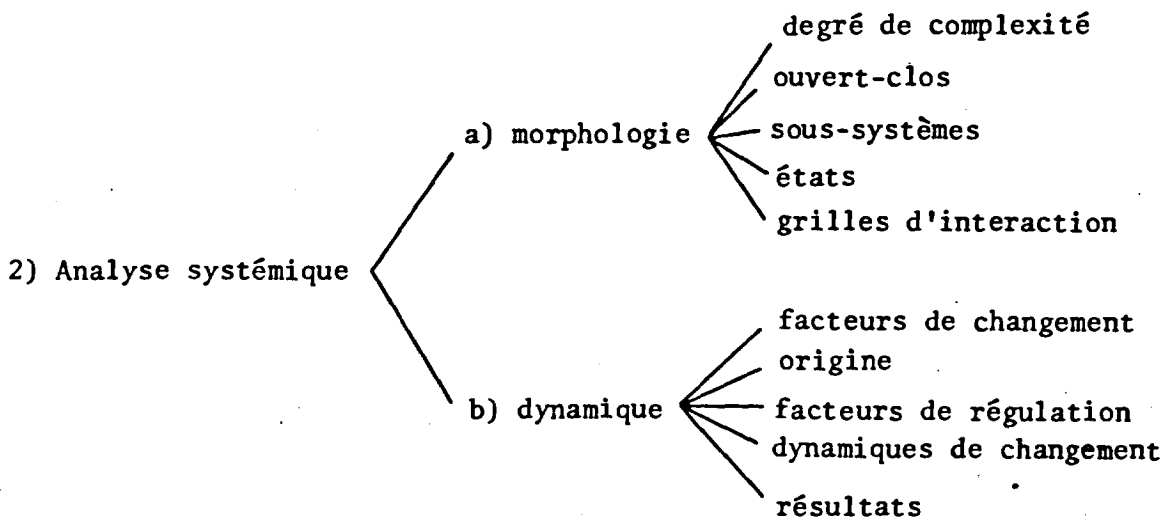 degré de complexité
ouvert-clos
a) morphologie
sous-systèmes
états
grilles d'interaction
2) Analyse systémique
facteurs de changement
origine
b) dynamique
facteurs de régulation
dynamiques de changement
résultats